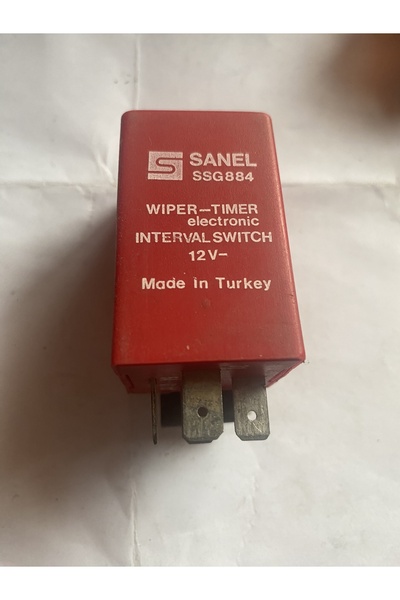 S SANEL
SSG884
WIPER-TIMER
electronic
INTERVAL SWITCH
12V-
Made in Turkey